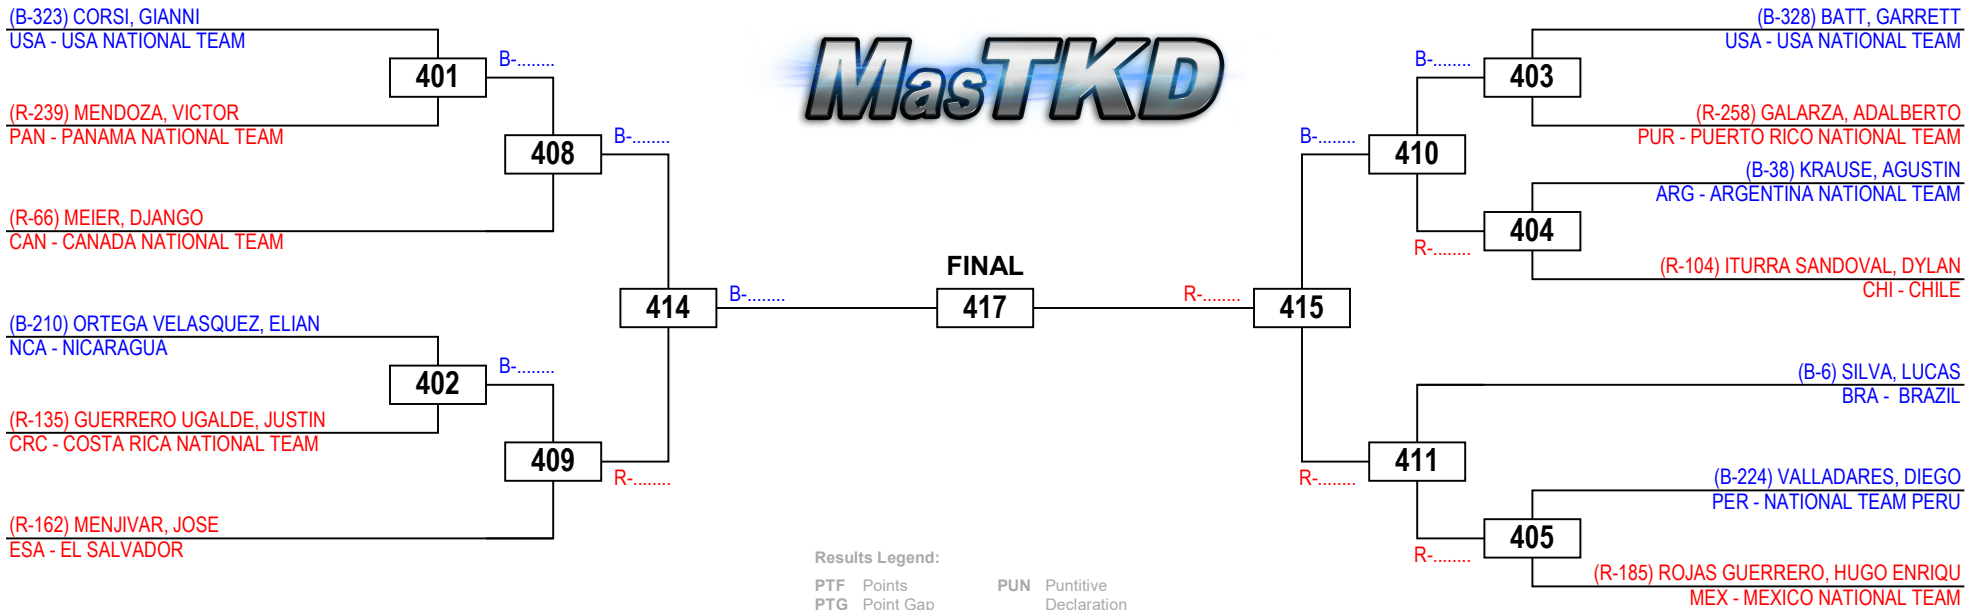 (B-323) CORSI, GIANNI
USA - USA NATIONAL TEAM
B-........
401
(R-239) MENDOZA, VICTOR
PAN - PANAMA NATIONAL TEAM
B-........
408
(R-66) MEIER, DJANGO
CAN - CANADA NATIONAL TEAM
414
B-........
(B-210) ORTEGA VELASQUEZ, ELIAN
NCA - NICARAGUA
B-........
402
(R-135) GUERRERO UGALDE, JUSTIN
CRC - COSTA RICA NATIONAL TEAM
409
R-........
(R-162) MENJIVAR, JOSE
ESA - EL SALVADOR
MasTKD
FINAL
417
(B-328) BATT, GARRETT
USA - USA NATIONAL TEAM
B-........
403
(R-258) GALARZA, ADALBERTO
PUR - PUERTO RICO NATIONAL TEAM
B-........
410
(B-38) KRAUSE, AGUSTIN
ARG - ARGENTINA NATIONAL TEAM
404
R-........
(R-104) ITURRA SANDOVAL, DYLAN
CHI - CHILE
R-........
415
(B-6) SILVA, LUCAS
BRA - BRAZIL
411
R-........
(B-224) VALLADARES, DIEGO
PER - NATIONAL TEAM PERU
405
R-........
(R-185) ROJAS GUERRERO, HUGO ENRIQU
MEX - MEXICO NATIONAL TEAM
Results Legend:
PTF Points PUN Puntitive
PTG Point Gap Declaration